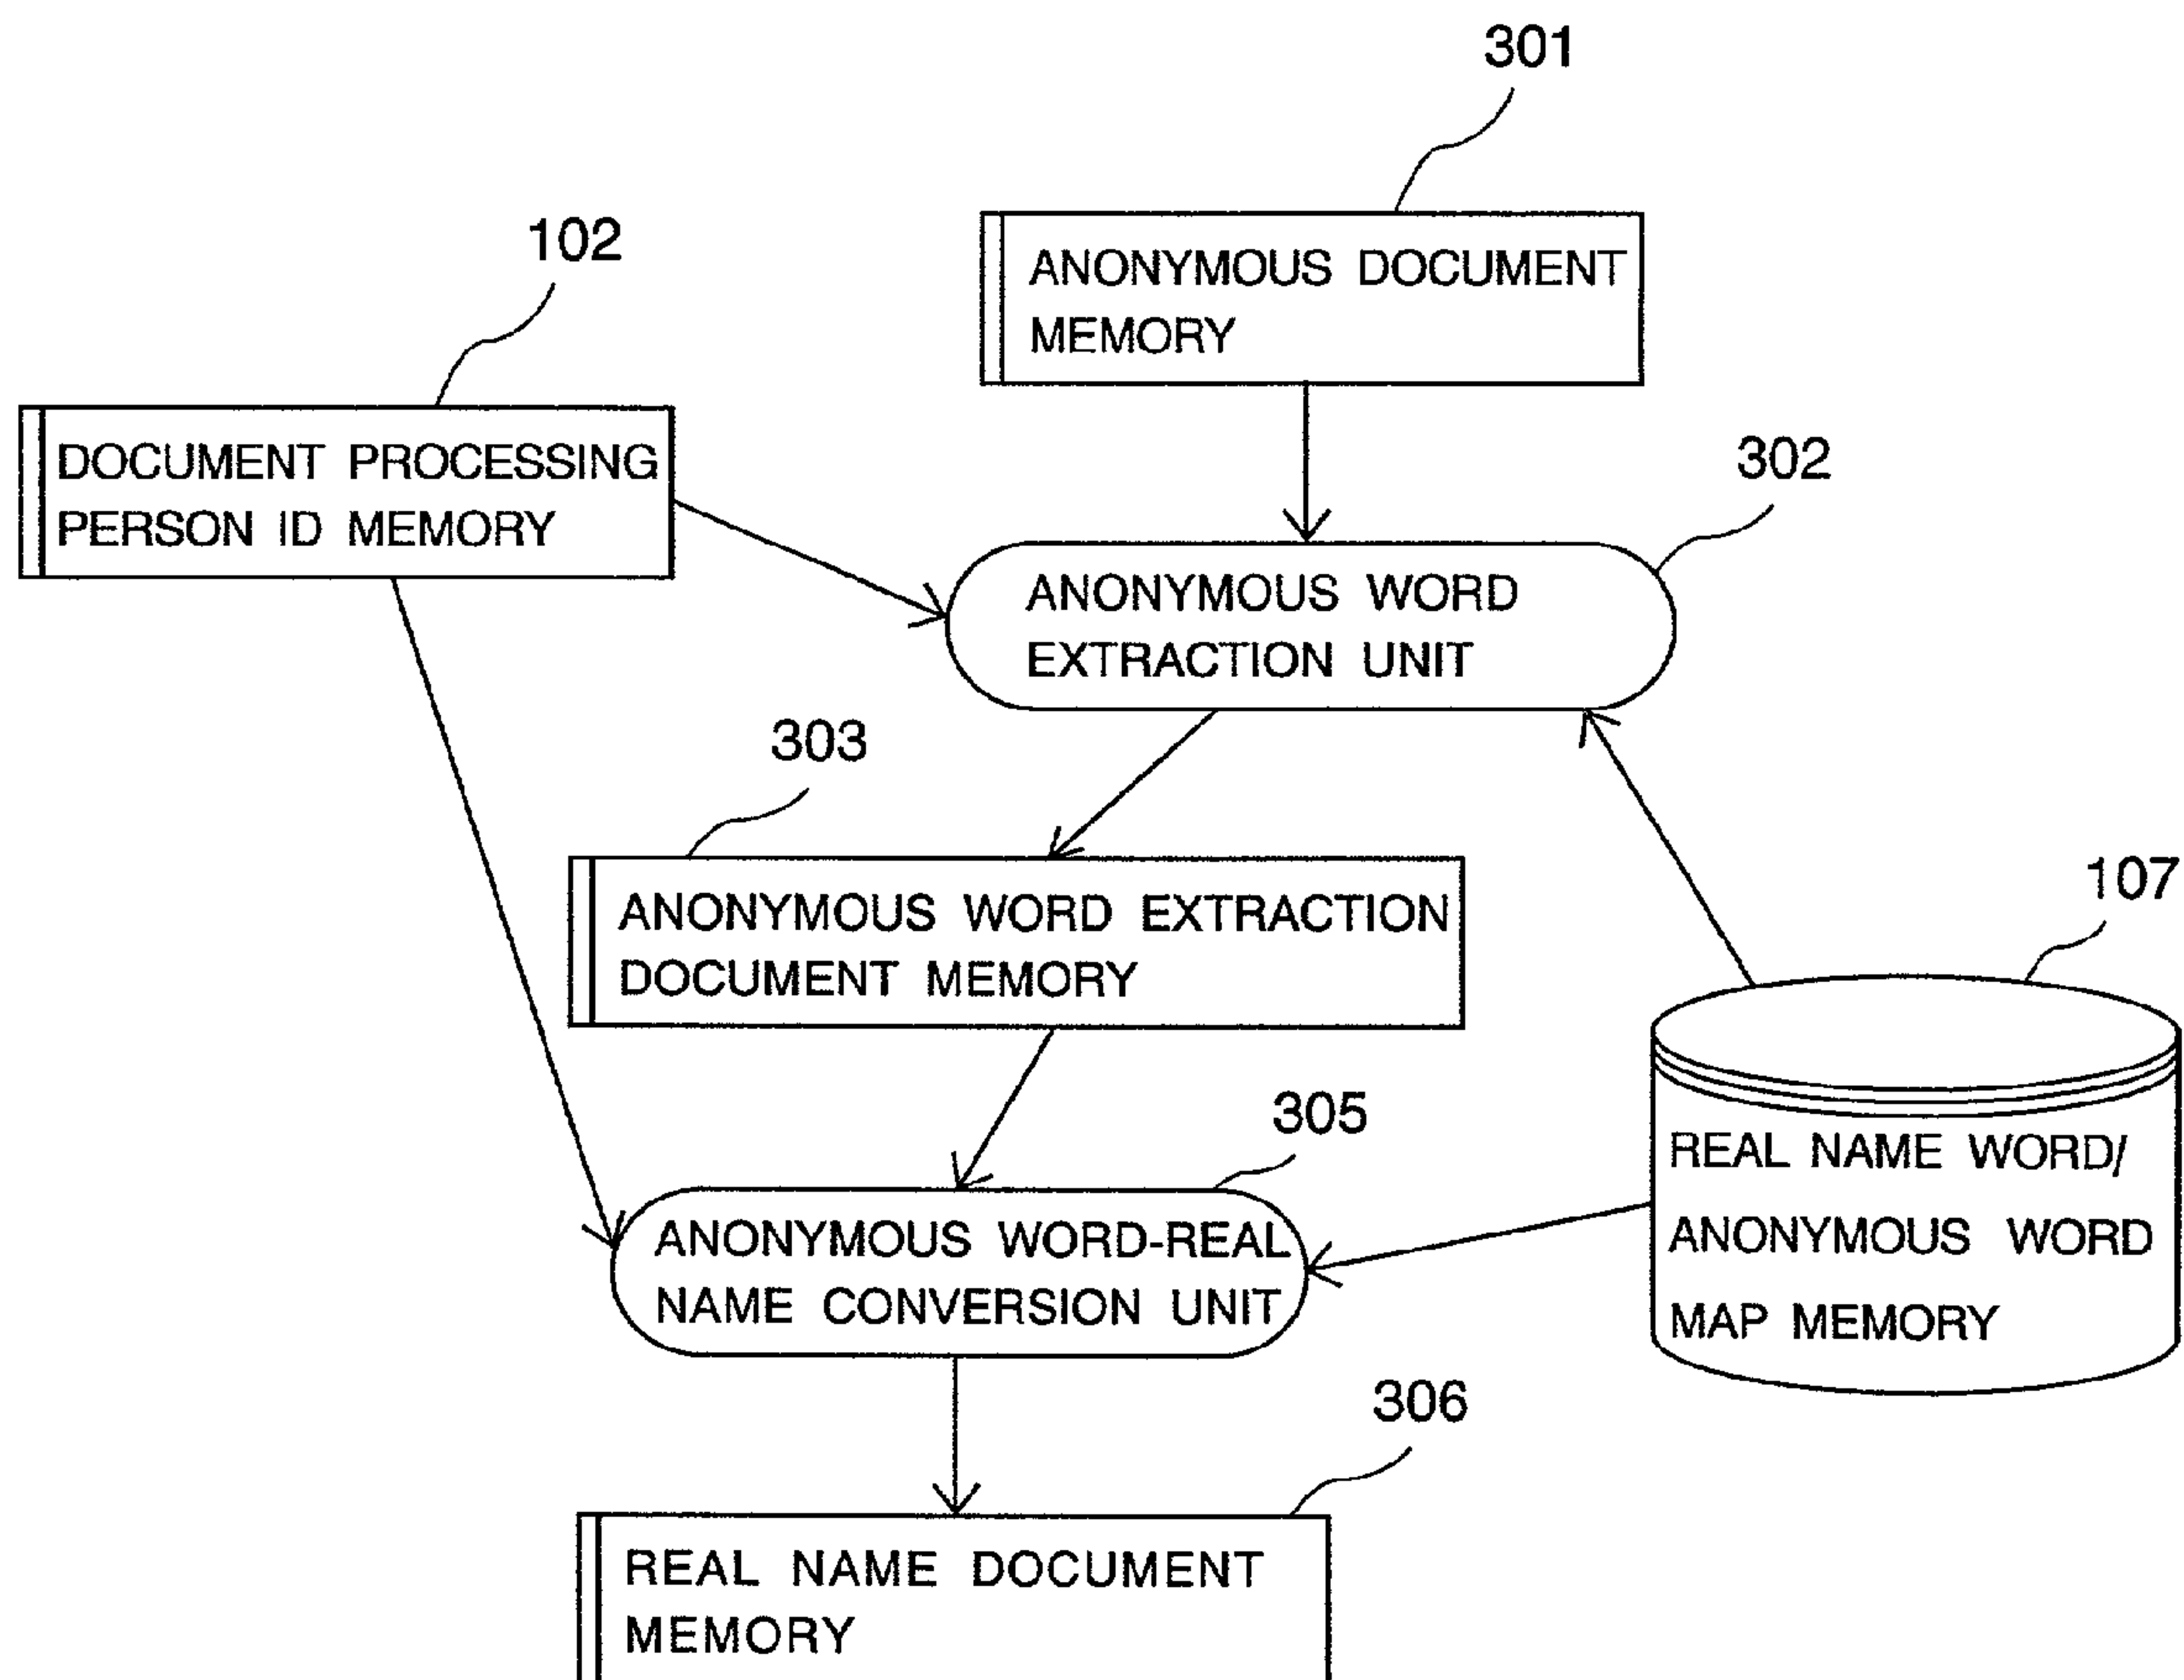 301
ANONYMOUS DOCUMENT
MEMORY
102
DOCUMENT PROCESSING
PERSON ID MEMORY
302
ANONYMOUS WORD
EXTRACTION UNIT
303
ANONYMOUS WORD EXTRACTION
DOCUMENT MEMORY
107
REAL NAME WORD/
ANONYMOUS WORD
MAP MEMORY
305
ANONYMOUS WORD-REAL
NAME CONVERSION UNIT
306
REAL NAME DOCUMENT
MEMORY